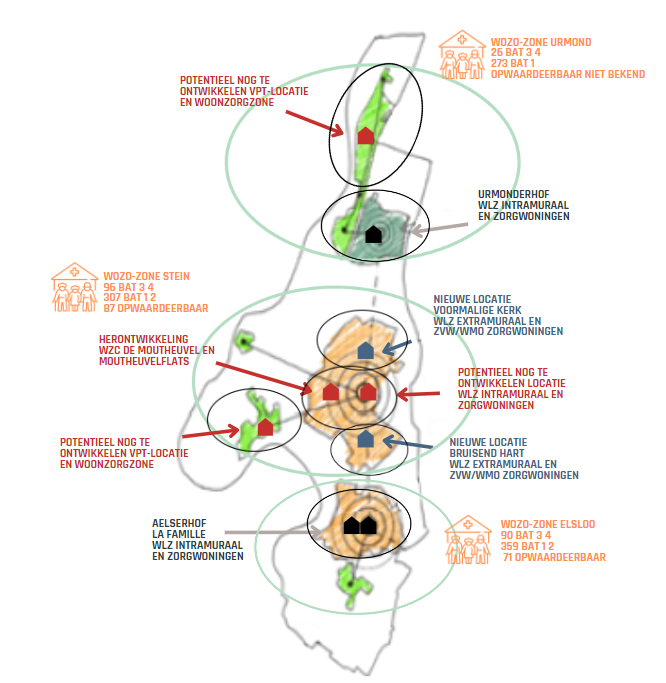 WOZO-ZONE URMOND
26 BAT 3 4
273 BAT 1
OPWAARDEERBAAR NIET BEKEND
POTENTIEEL NOG TE
ONTWIKKELEN VPT-LOCATIE
EN WOONZORGZONE
URMONDERHOF
WLZ INTRAMURAAL
EN ZORGWONINGEN
WOZO-ZONE STEIN
96 BAT 3 4
307 BAT 1 2
87 OPWAARDEERBAAR
NIEUWE LOCATIE
VOORMALIGE KERK
WLZ EXTRAMURAAL EN
ZVW/WMO ZORGWONINGEN
HERONTWIKKELING
WZC DE MOUTHEUVEL EN
MOUTHEUVELFLATS
POTENTIEEL NOG TE
ONTWIKKELEN LOCATIE
WLZ INTRAMURAAL EN
ZORGWONINGEN
POTENTIEEL NOG TE
ONTWIKKELEN VPT-LOCATIE
EN WOONZORGZONE
NIEUWE LOCATIE
BRUISEND HART
WLZ EXTRAMURAAL EN
ZVW/WMO ZORGWONINGEN
AELSERHOF
LA FAMILLE
WLZ INTRAMURAAL
EN ZORGWONINGEN
WOZO-ZONE ELSLOO
90 BAT 3 4
359 BAT 1 2
71 OPWAARDEERBAAR